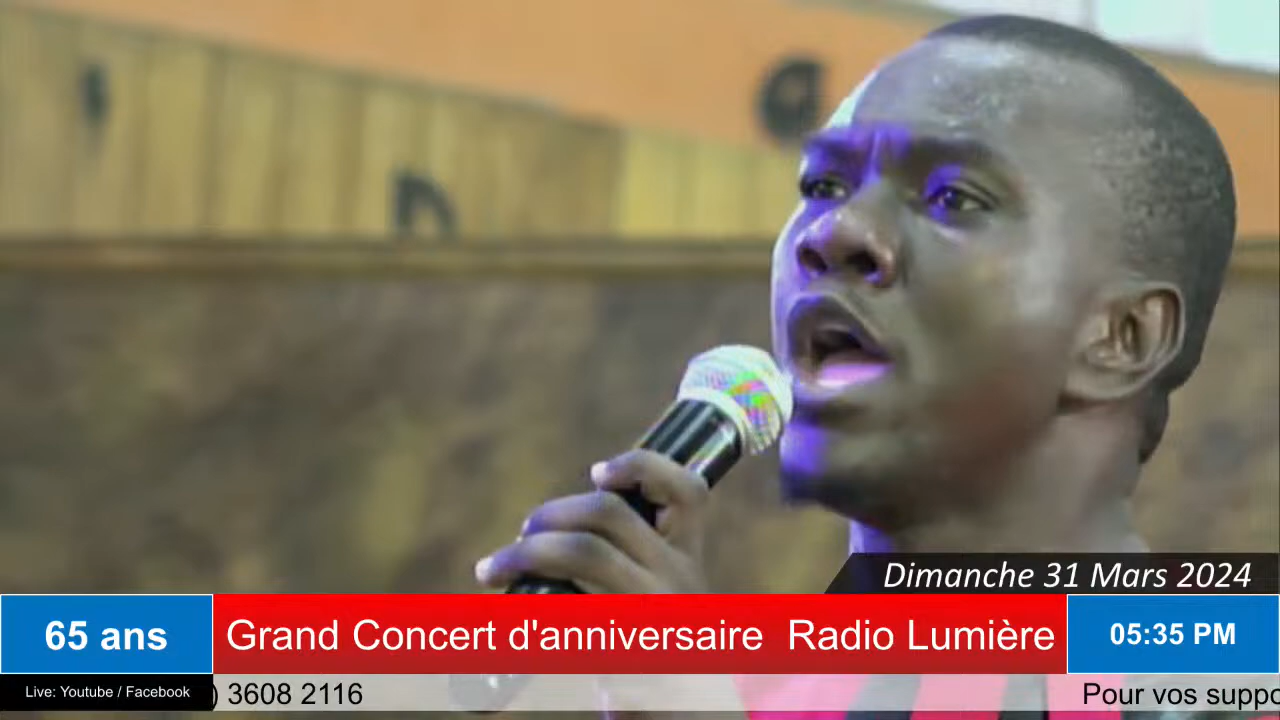 Dimanche 31 Mars 2024
65 ans
Grand Concert d'anniversaire Radio Lumière
05:35 PM
Live: Youtube / Facebook
) 3608 2116
Pour vos